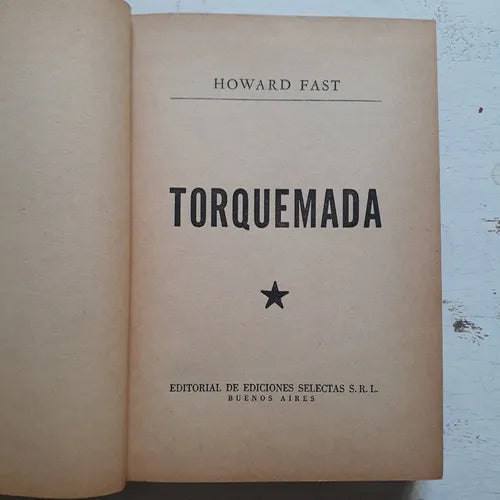 HOWARD FAST
TORQUEMADA
EDITORIAL DE EDICIONES SELECTAS S. R. L.
BUENOS AIRES